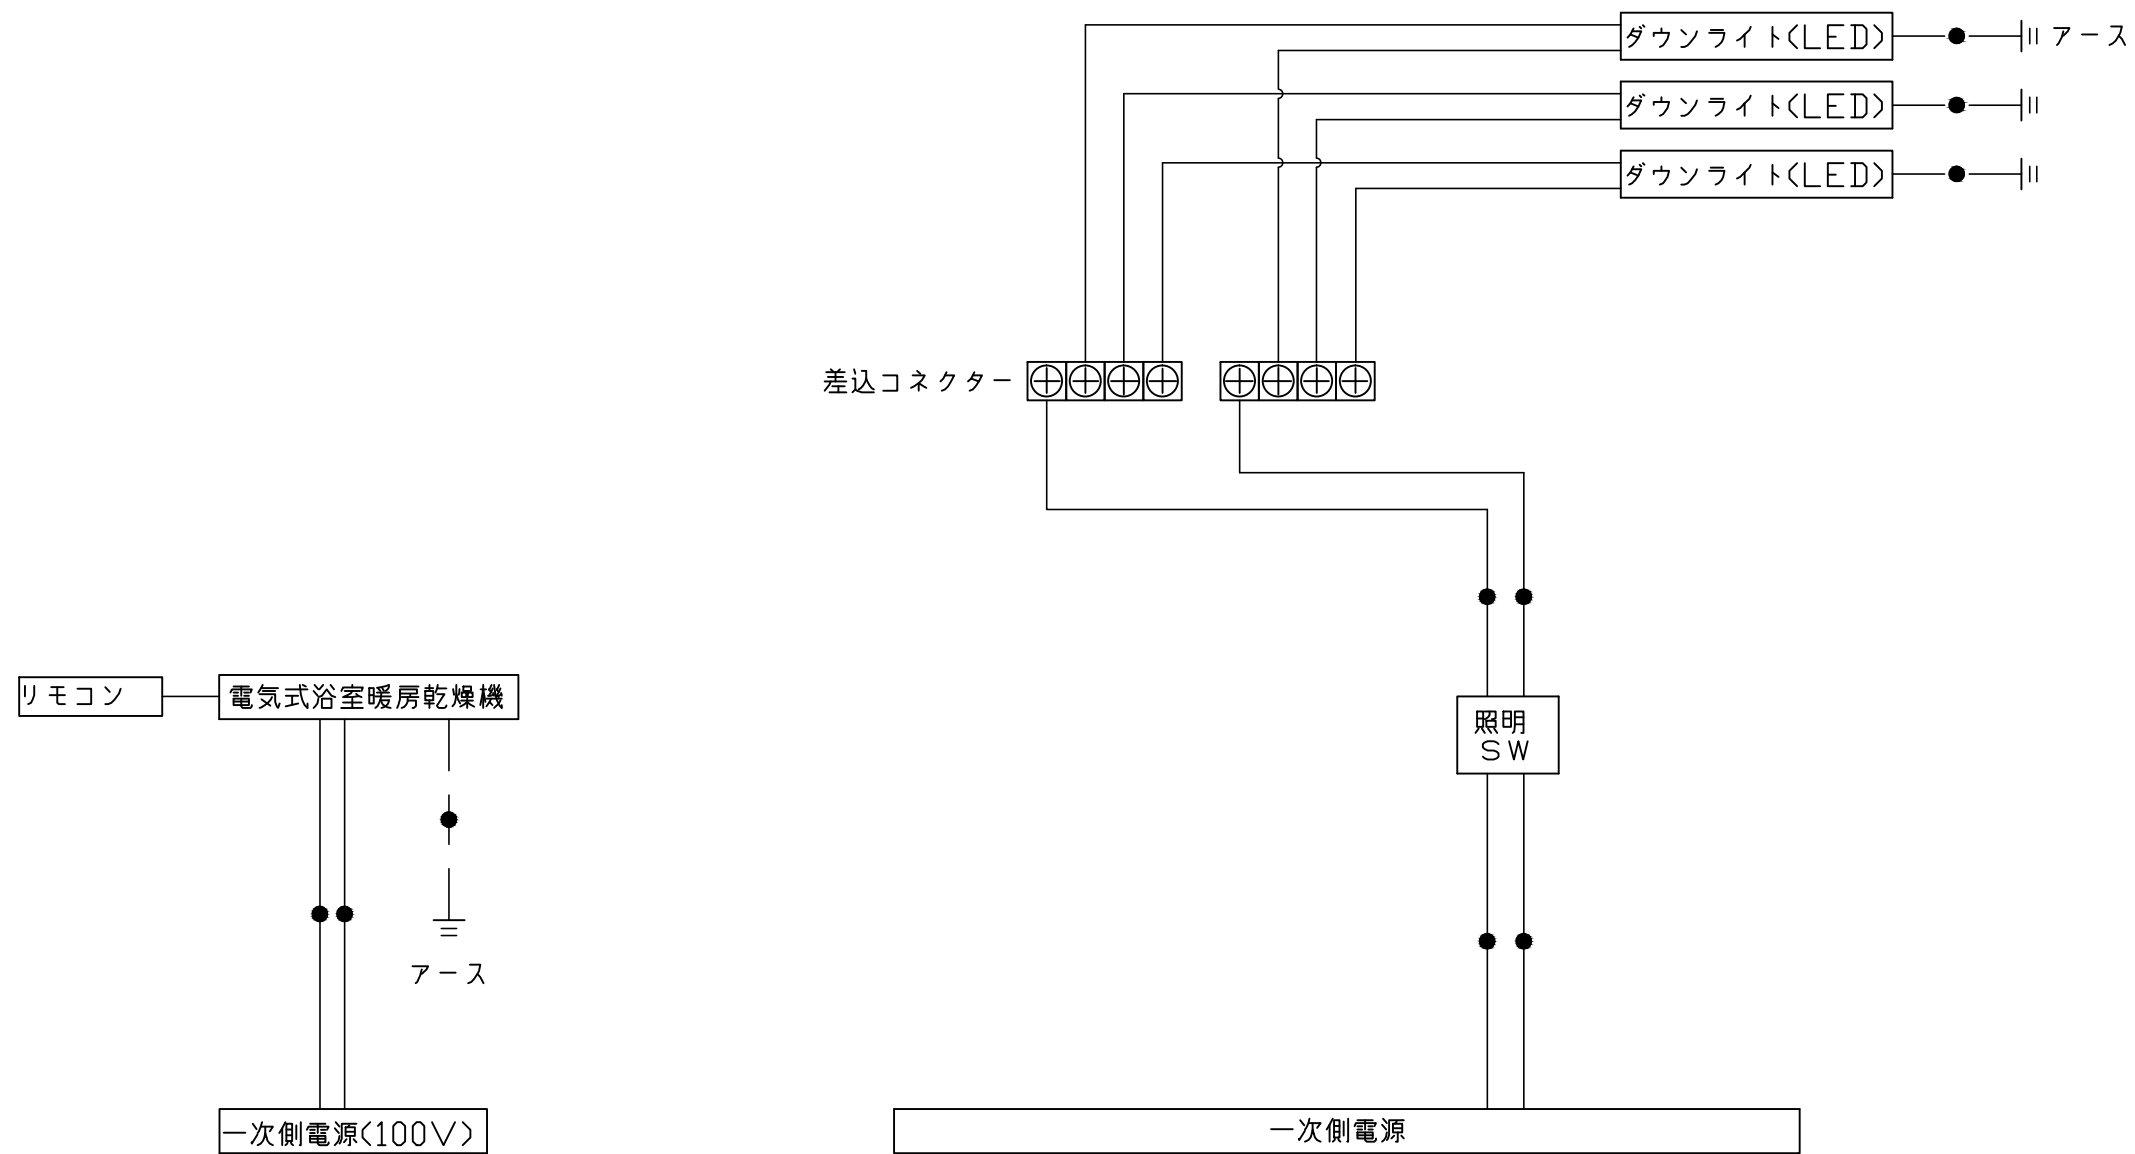 ダウンライト(LED)
アース
ダウンライト(LED)
ダウンライト(LED)
差込コネクター
リモコン
電気式浴室暖房乾燥機
照明
SW
アース
一次側電源(100V)
一次側電源